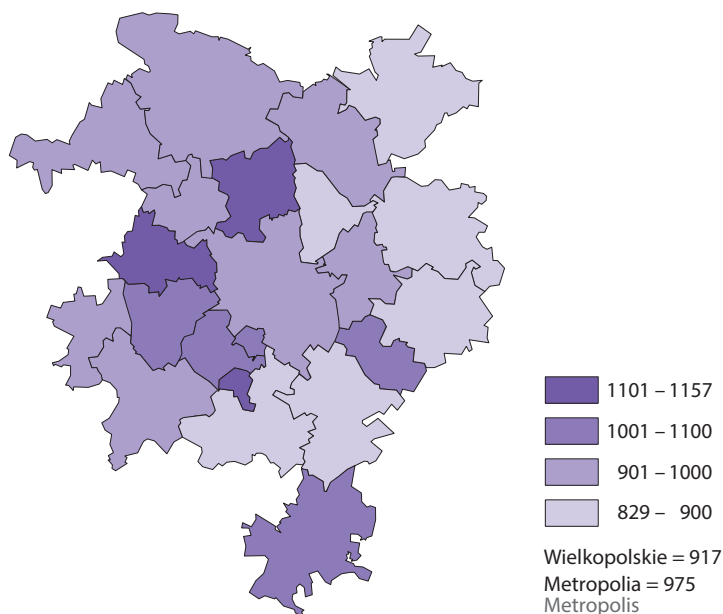 1101 – 1157
1001 – 1100
901 – 1000
829 – 900
Wielkopolskie = 917
Metropolia = 975
Metropolis